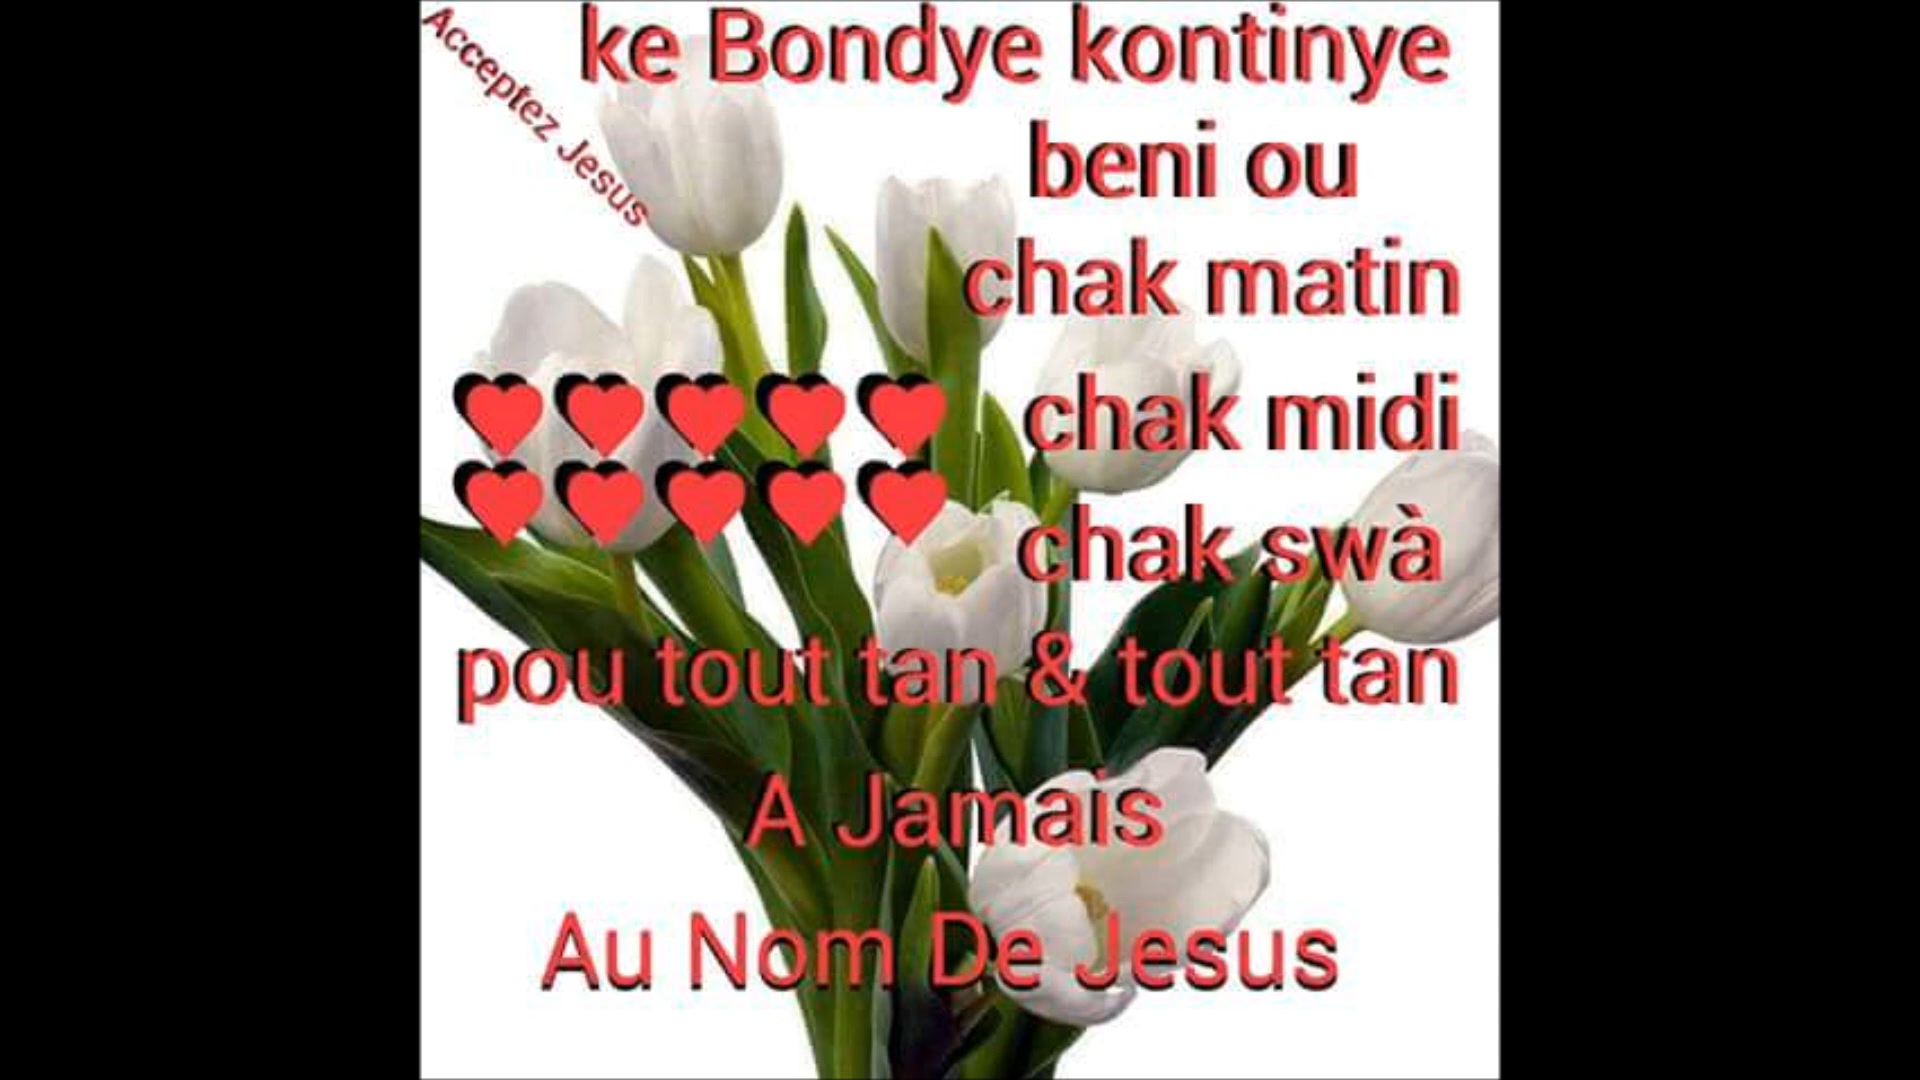 Acceptez Jesus
ke Bondye kontinye
beni ou
chak matin
chak midi
chak swà
pou tout tan & tout tan
A Jamais
Au Nom De Jesus